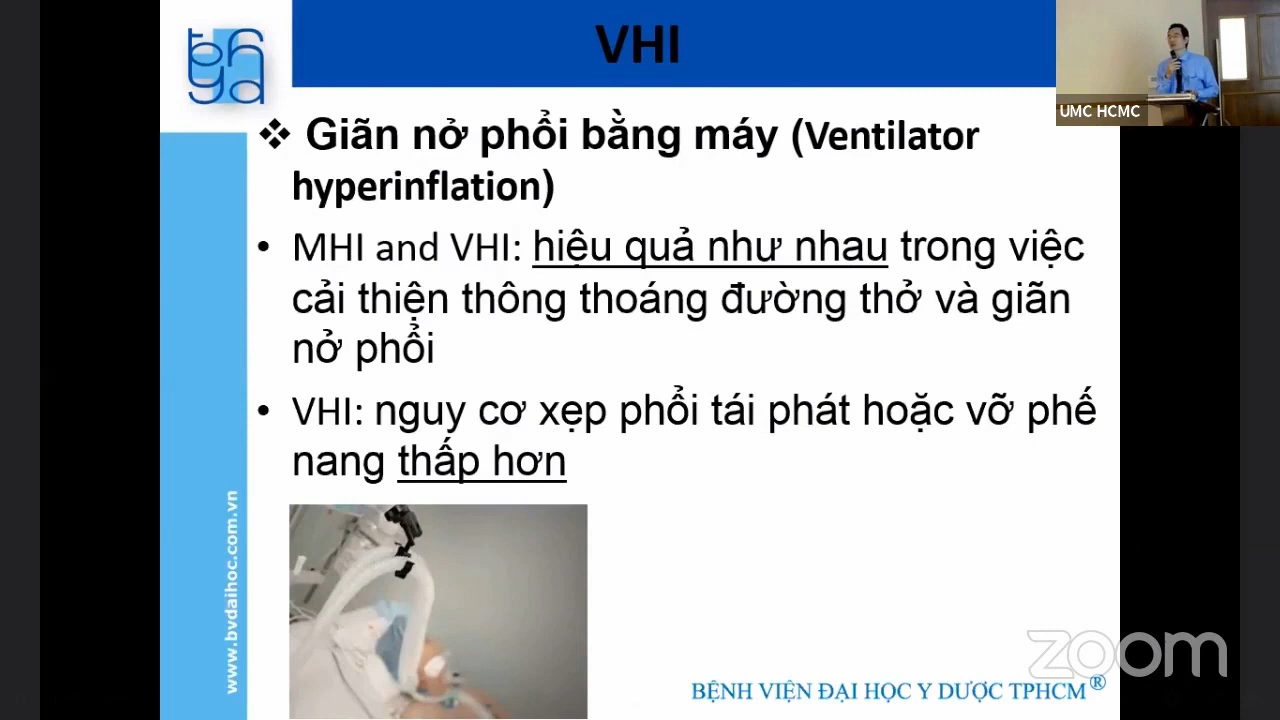 VHI
UMC HCMC
❖ Giãn nở phổi bằng máy (Ventilator
hyperinflation)
• MHI and VHI: hiệu quả như nhau trong việc
cải thiện thông thoáng đường thở và giãn
nở phổi
• VHI: nguy cơ xẹp phổi tái phát hoặc vỡ phế
nang thấp hơn
www.bvdaihoc.com.vn
zoom
BỆNH VIỆN ĐẠI HỌC Y DƯỢC TPHCM®